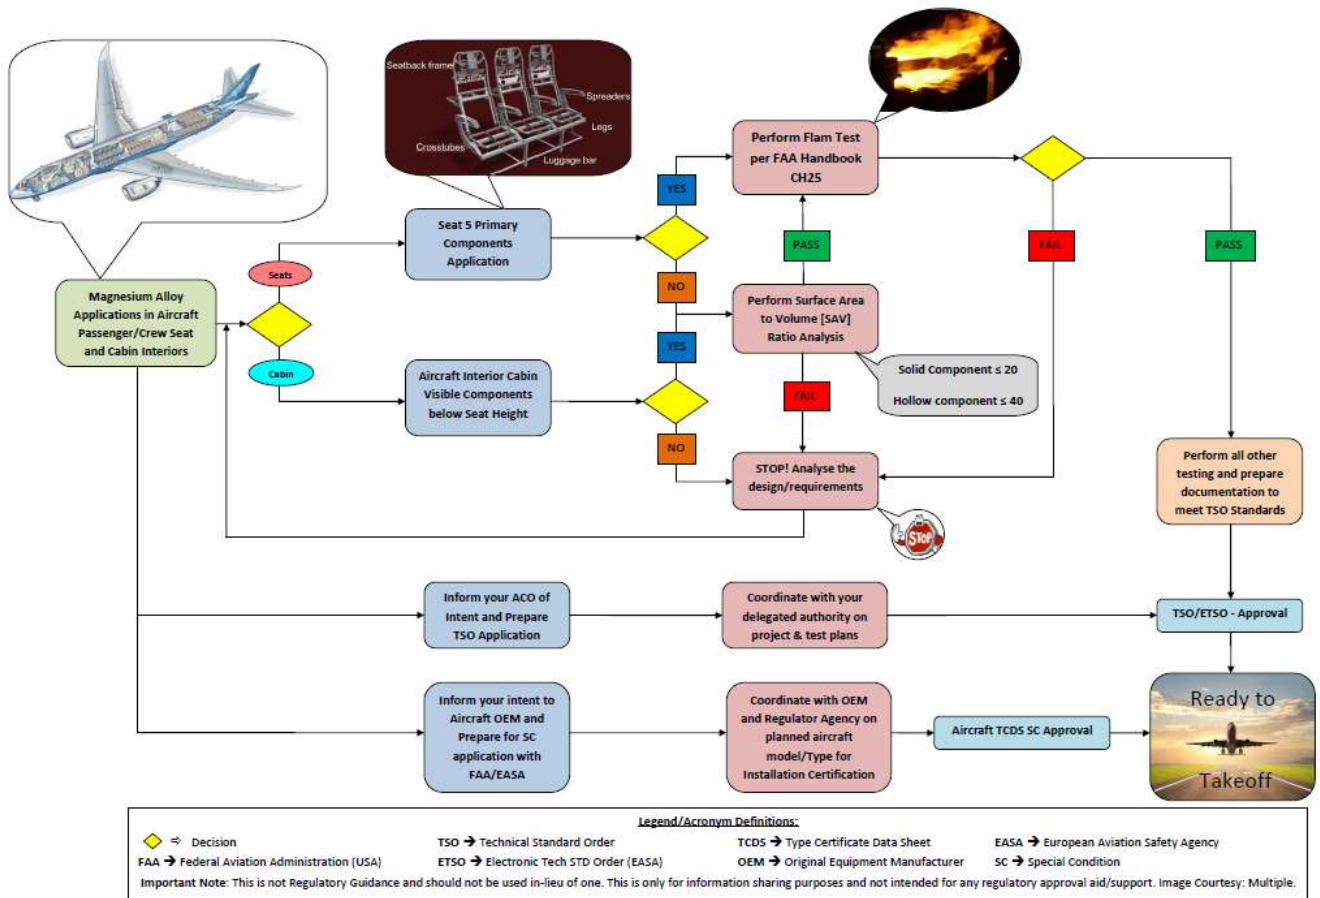 Seatback frame
Spreaders
Legs
Crosstubes
Luggage bar
Perform Flam Test
per FAA Handbook
CH25
YES
Seat 5 Primary
Components
Application
PASS
FAIL
PASS
Seats
NO
Magnesium Alloy
Applications in Aircraft
Passenger/Crew Seat
and Cabin Interiors
Perform Surface Area
to Volume [SAV]
Ratio Analysis
YES
Cabin
Aircraft Interior Cabin
Visible Components
below Seat Height
Solid Component ≤ 20
Hollow component ≤ 40
FAIL
NO
STOP! Analyse the
design/requirements
Perform all other
testing and prepare
documentation to
meet TSO Standards
STOP
Inform your ACO of
Intent and Prepare
TSO Application
Coordinate with your
delegated authority on
project & test plans
TSO/ETSO - Approval
Inform your intent to
Aircraft OEM and
Prepare for SC
application with
FAA/EASA
Coordinate with OEM
and Regulator Agency on
planned aircraft
model/Type for
Installation Certification
Aircraft TCDS SC Approval
Ready to
Takeoff
Legend/Acronym Definitions:
⇨ Decision
TSO → Technical Standard Order
TCDS → Type Certificate Data Sheet
EASA → European Aviation Safety Agency
FAA → Federal Aviation Administration (USA)
ETSO → Electronic Tech STD Order (EASA)
OEM → Original Equipment Manufacturer
SC → Special Condition
Important Note: This is not Regulatory Guidance and should not be used in-lieu of one. This is only for information sharing purposes and not intended for any regulatory approval aid/support. Image Courtesy: Multiple.